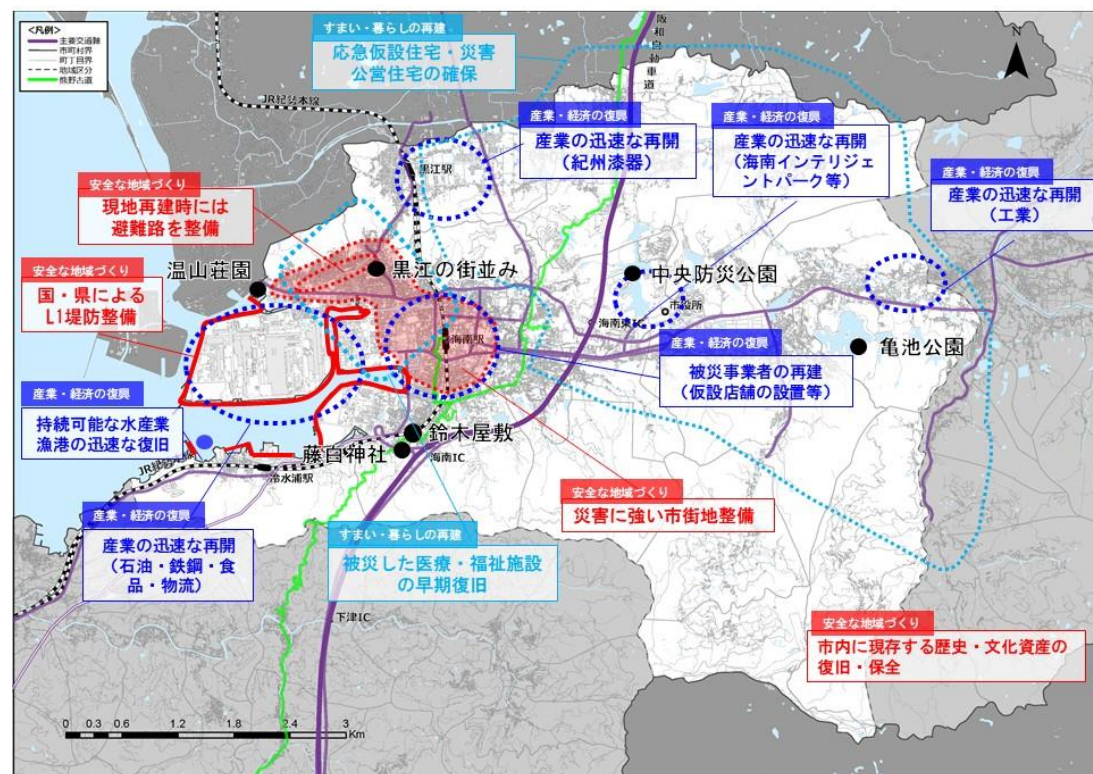 <凡例>
主要交通軸
市町村界
町丁目界
地域区分
熊野古道
すまい・暮らしの再建
応急仮設住宅・災害
公営住宅の確保
阪和自動車道
N
JR紀勢本線
産業・経済の復興
産業の迅速な再開
(紀州漆器)
産業・経済の復興
産業の迅速な再開
(海南インテリジェ
ントパーク等)
産業・経済の復興
産業の迅速な再開
(工業)
黒江駅
安全な地域づくり
現地再建時には
避難路を整備
温山荘園
黒江の街並み
中央防災公園
市役所
安全な地域づくり
国・県による
L1堤防整備
海南駅
海南東IC
亀池公園
産業・経済の復興
被災事業者の再建
(仮設店舗の設置等)
産業・経済の復興
持続可能な水産業
漁港の迅速な復旧
鈴木屋敷
藤白神社
海南IC
冷水浦駅
安全な地域づくり
災害に強い市街地整備
産業・経済の復興
産業の迅速な再開
(石油・鉄鋼・食
品・物流)
すまい・暮らしの再建
被災した医療・福祉施設
の早期復旧
下津IC
安全な地域づくり
市内に現存する歴史・文化資産の
復旧・保全
0 0.3 0.6 1.2 1.8 2.4 3
Km